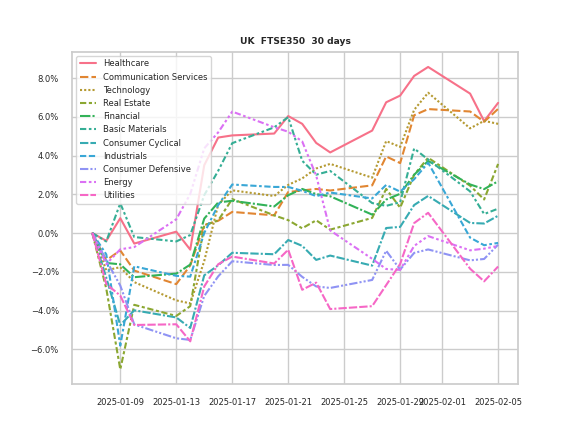 UK FTSE350 30 days
Healthcare
Communication Services
Technology
Real Estate
Financial
Basic Materials
Consumer Cyclical
Industrials
Consumer Defensive
Energy
Utilities
8.0%
6.0%
4.0%
2.0%
0.0%
−2.0%
−4.0%
−6.0%
2025-01-09 2025-01-13 2025-01-17 2025-01-21 2025-01-25 2025-01-29 2025-02-01 2025-02-05